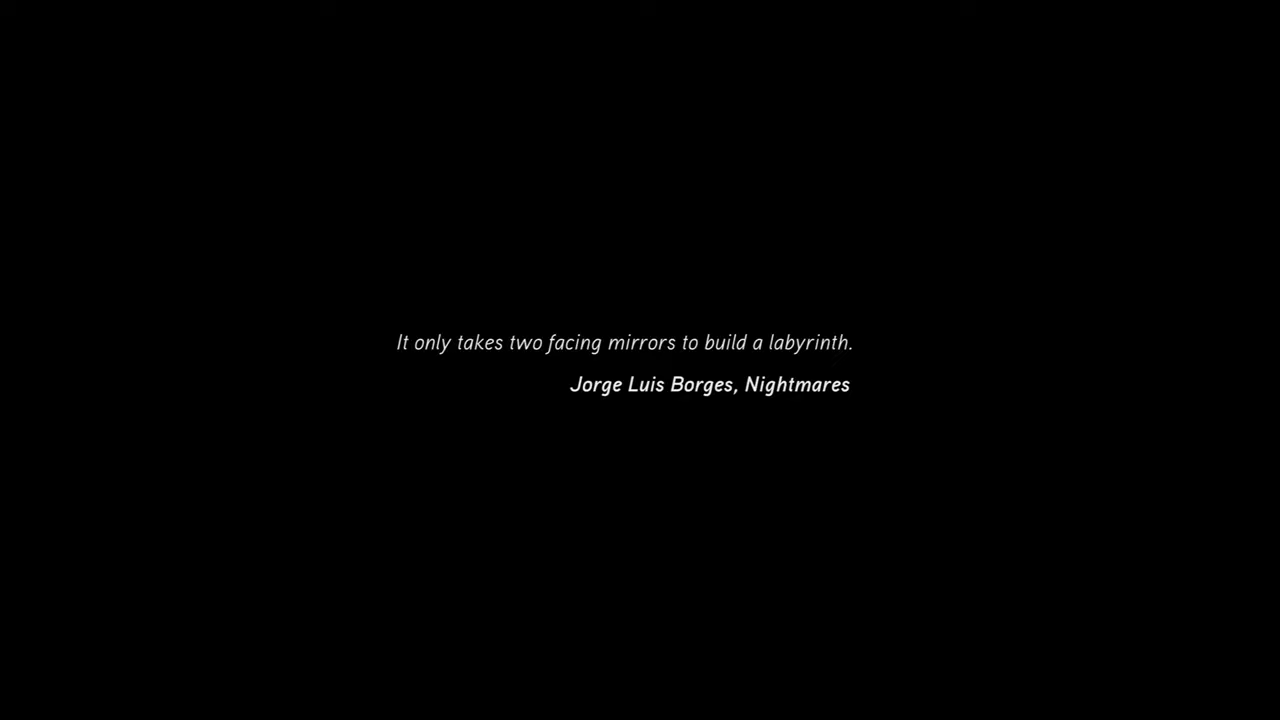 It only takes two facing mirrors to build a labyrinth.
Jorge Luis Borges, Nightmares